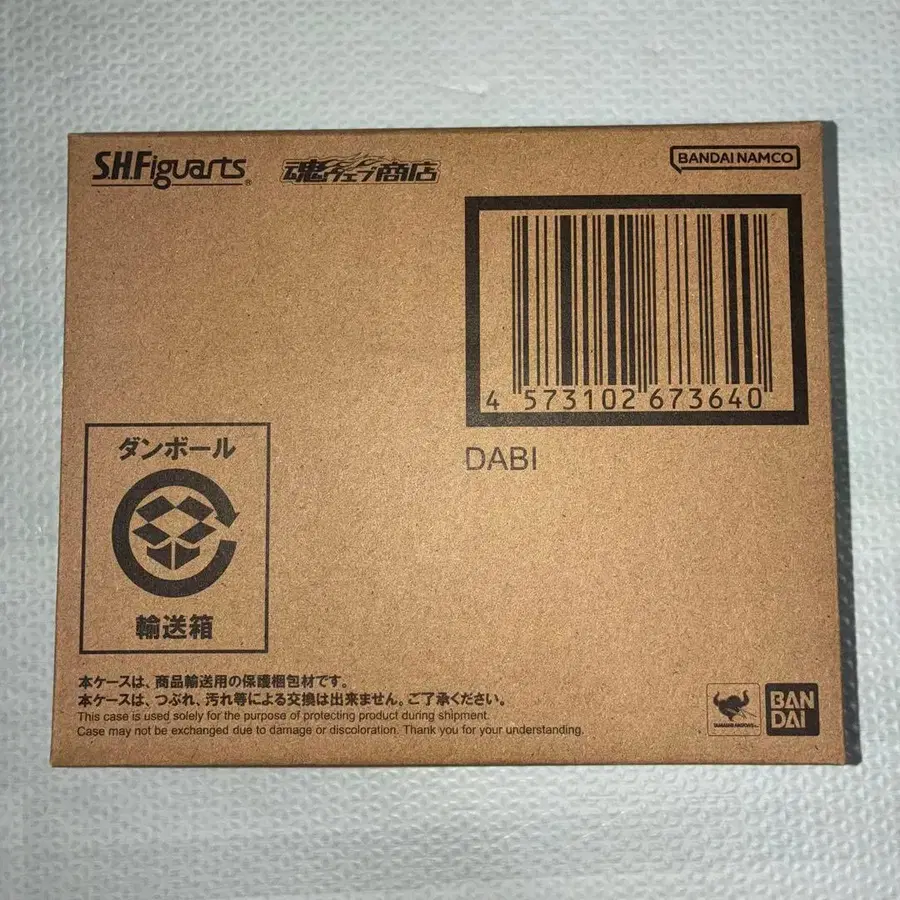 S.H.Figuarts®
魂ウェブ商店
BANDAI NAMCO
4 573102 673640
DABI
ダンボール
輸送箱
本ケースは、商品輸送用の保護梱包材です。
本ケースは、つぶれ、汚れ等による交換は出来ません。ご了承ください。
This case is used solely for the purpose of protecting product during shipment.
Case may not be exchanged due to damage or discoloration. Thank you for your understanding.
BAN
DAI